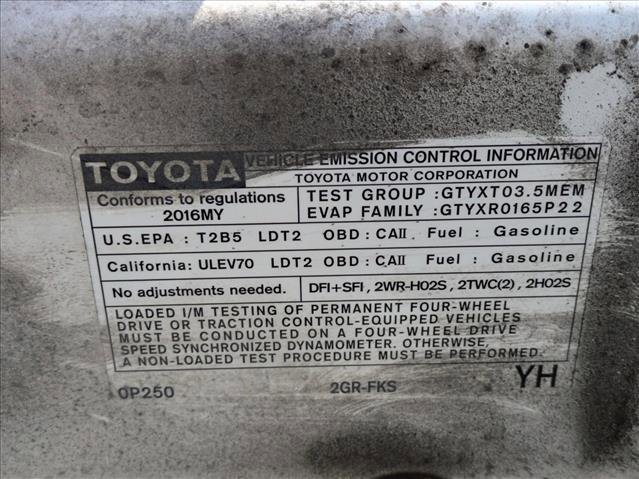 TOYOTA VEHICLE EMISSION CONTROL INFORMATION
TOYOTA MOTOR CORPORATION
Conforms to regulations
2016MY
TEST GROUP : GTYXT03.5MEM
EVAP FAMILY : GTYXR0165P22
U.S.EPA : T2B5 LDT2 OBD : CAII Fuel : Gasoline
California: ULEV70 LDT2 OBD : CAII Fuel : Gasoline
No adjustments needed. DFI+SFI, 2WR-HO2S, 2TWC(2), 2HO2S
LOADED I/M TESTING OF PERMANENT FOUR-WHEEL
DRIVE OR TRACTION CONTROL-EQUIPPED VEHICLES
MUST BE CONDUCTED ON A FOUR-WHEEL DRIVE
SPEED SYNCHRONIZED DYNAMOMETER. OTHERWISE,
A NON-LOADED TEST PROCEDURE MUST BE PERFORMED.
YH
0P250 2GR-FKS